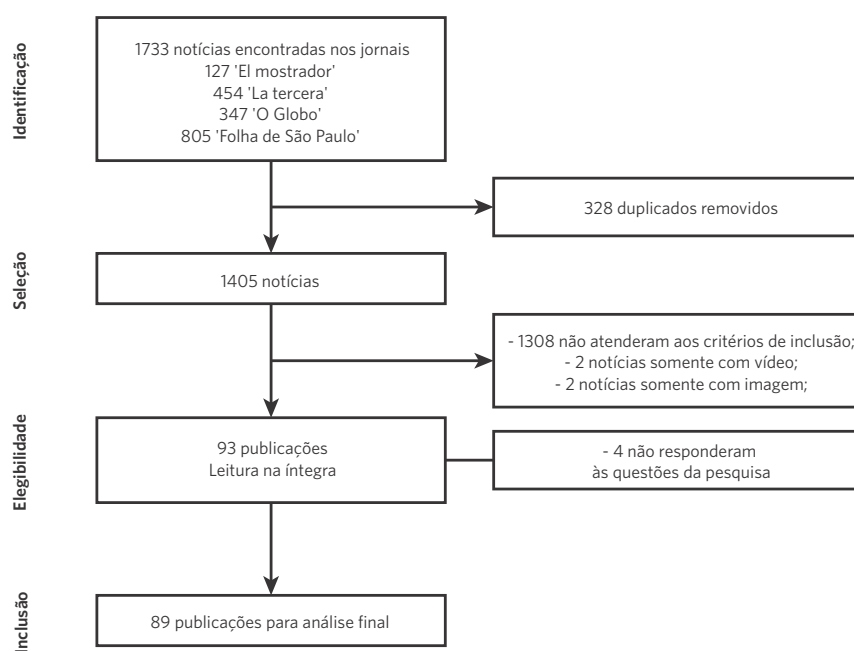 Identificação
1733 notícias encontradas nos jornais
127 'El mostrador'
454 'La tercera'
347 'O Globo'
805 'Folha de São Paulo'
328 duplicados removidos
Seleção
1405 notícias
- 1308 não atenderam aos critérios de inclusão;
- 2 notícias somente com vídeo;
- 2 notícias somente com imagem;
Elegibilidade
93 publicações
Leitura na íntegra
- 4 não responderam
às questões da pesquisa
Inclusão
89 publicações para análise final